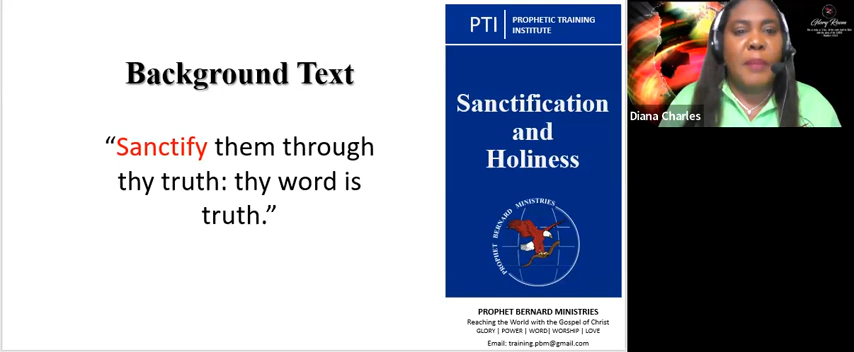 Background Text
“Sanctify them through
thy truth: thy word is
truth.”
PTI
PROPHETIC TRAINING
INSTITUTE
Sanctification
and
Holiness
PROPHET BERNARD MINISTRIES
PROPHET BERNARD MINISTRIES
Reaching the World with the Gospel of Christ
GLORY | POWER | WORD| WORSHIP | LOVE
Email: training.pbm@gmail.com
Glory Room
Diana Charles